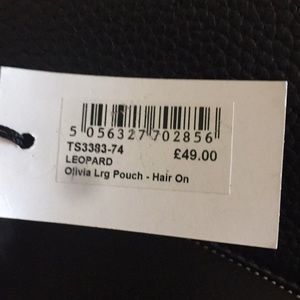 5 056327 702856
TS3383-74
LEOPARD £49.00
Olivia Lrg Pouch - Hair On